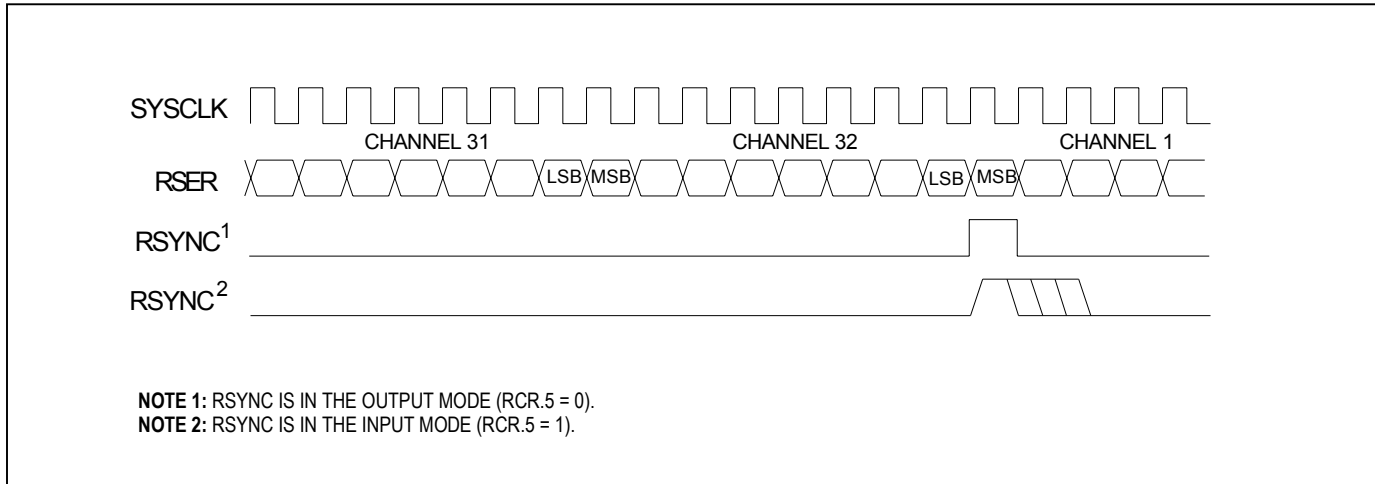 SYSCLK
CHANNEL 31 CHANNEL 32 CHANNEL 1
RSER LSB MSB LSB MSB
RSYNC1
RSYNC2
NOTE 1: RSYNC IS IN THE OUTPUT MODE (RCR.5 = 0).
NOTE 2: RSYNC IS IN THE INPUT MODE (RCR.5 = 1).